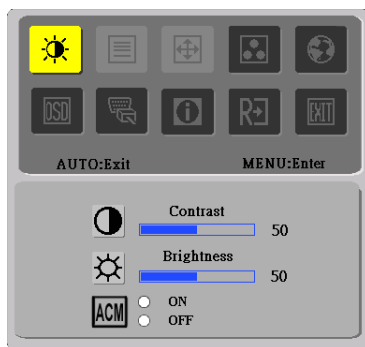 OSD
i
R
EXIT
AUTO:Exit MENU:Enter
Contrast
50
Brightness
50
ACM ON
OFF